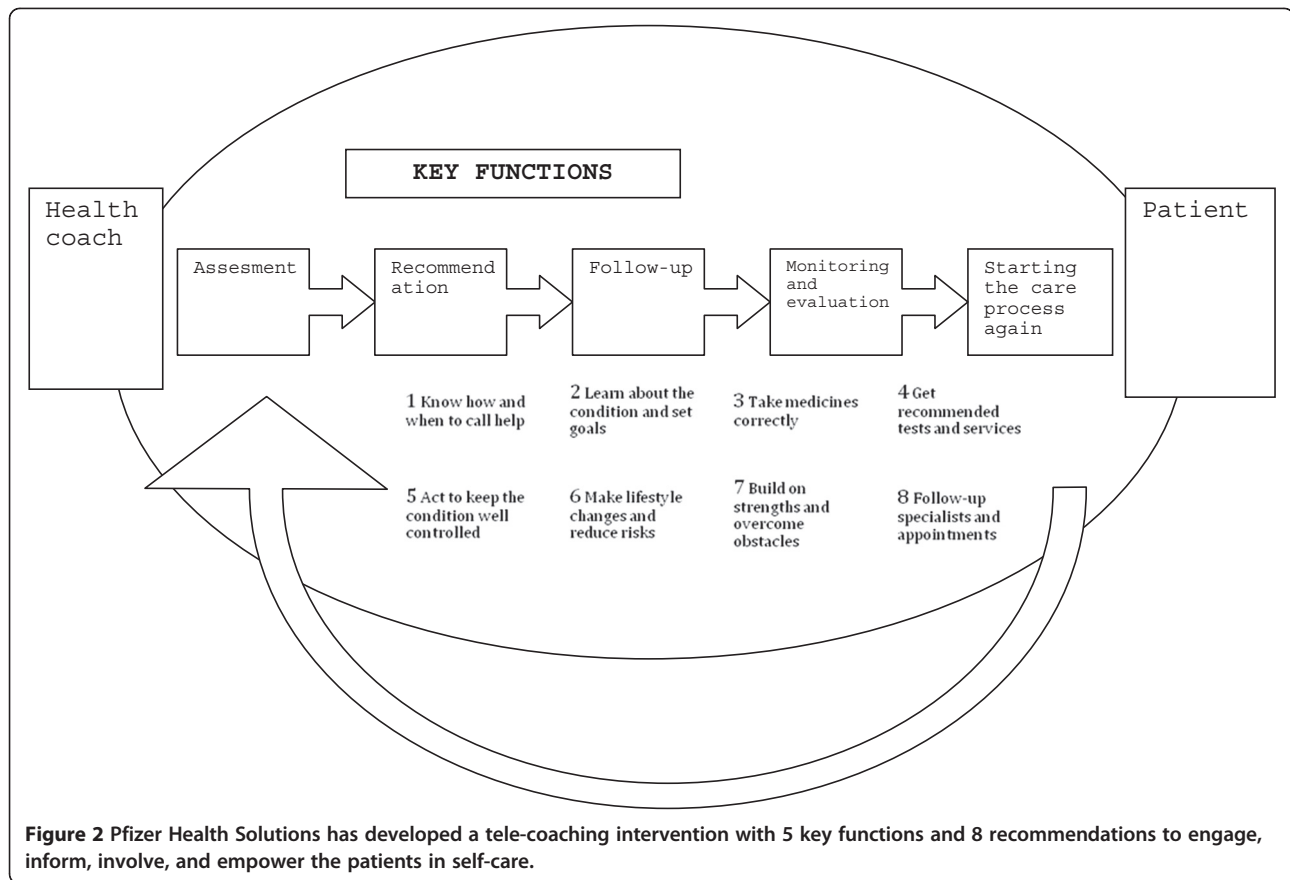 KEY FUNCTIONS
Health
coach
Patient
Assesment
Recommend
ation
Follow-up
Monitoring
and
evaluation
Starting
the care
process
again
1 Know how and
when to call help
2 Learn about the
condition and set
goals
3 Take medicines
correctly
4 Get
recommended
tests and services
5 Act to keep the
condition well
controlled
6 Make lifestyle
changes and
reduce risks
7 Build on
strengths and
overcome
obstacles
8 Follow-up
specialists and
appointments
Figure 2 Pfizer Health Solutions has developed a tele-coaching intervention with 5 key functions and 8 recommendations to engage,
inform, involve, and empower the patients in self-care.